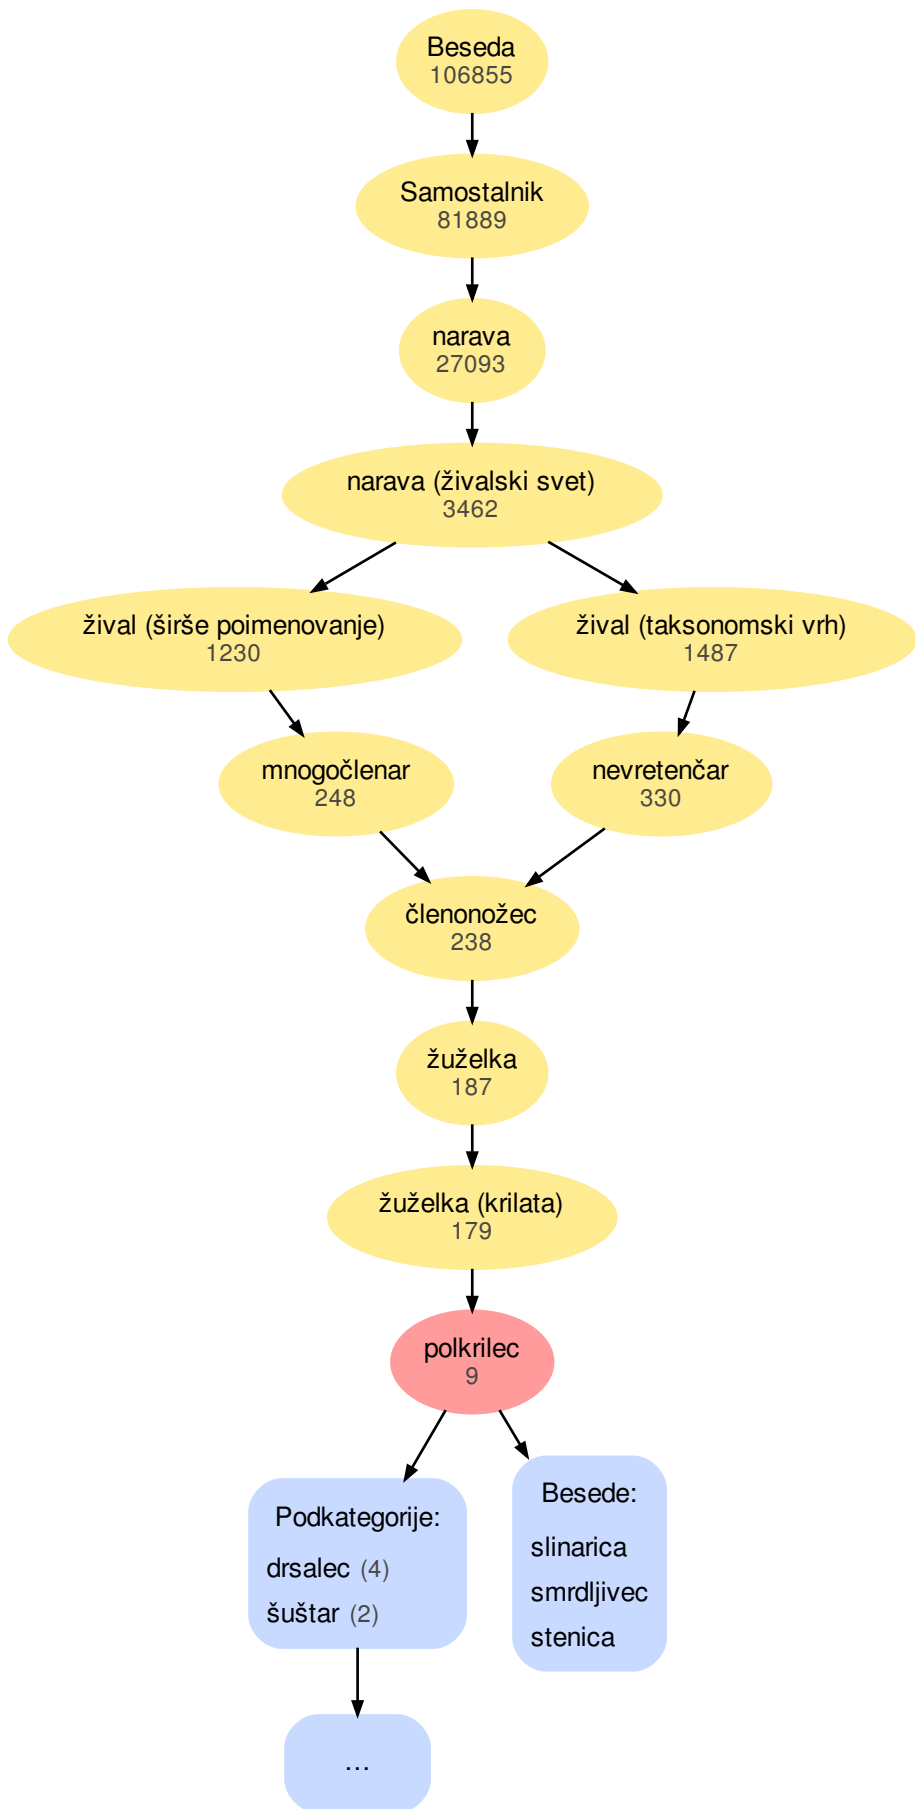 Beseda
106855
Samostalnik
81889
narava
27093
narava (živalski svet)
3462
žival (širše poimenovanje)
1230
žival (taksonomski vrh)
1487
mnogočlenar
248
nevretenčar
330
členonožec
238
žuželka
187
žuželka (krilata)
179
polkrilec
9
Podkategorije:
drsalec (4)
šuštar (2)
Besede:
slinarica
smrdljivec
stenica
...